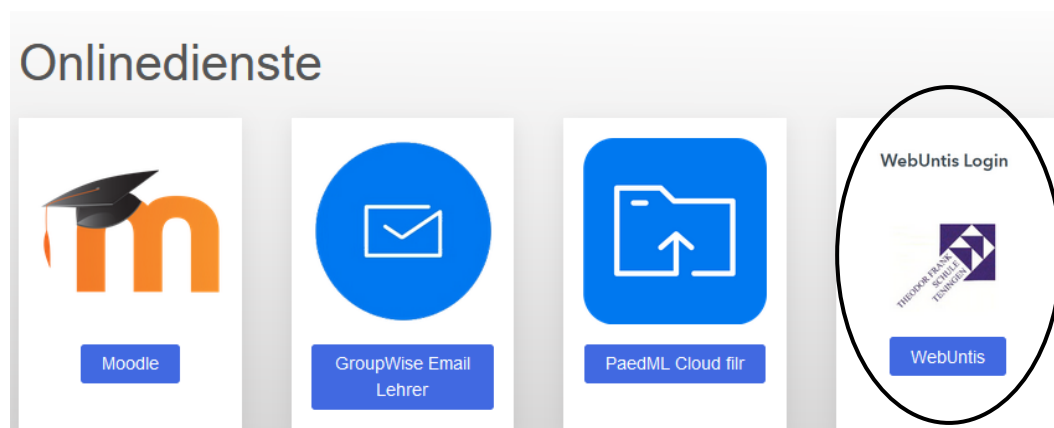 Onlinedienste
WebUntis Login
THEODOR FRANK
SCHULE
TENINGEN
Moodle
GroupWise Email
Lehrer
PaedML Cloud filr
WebUntis